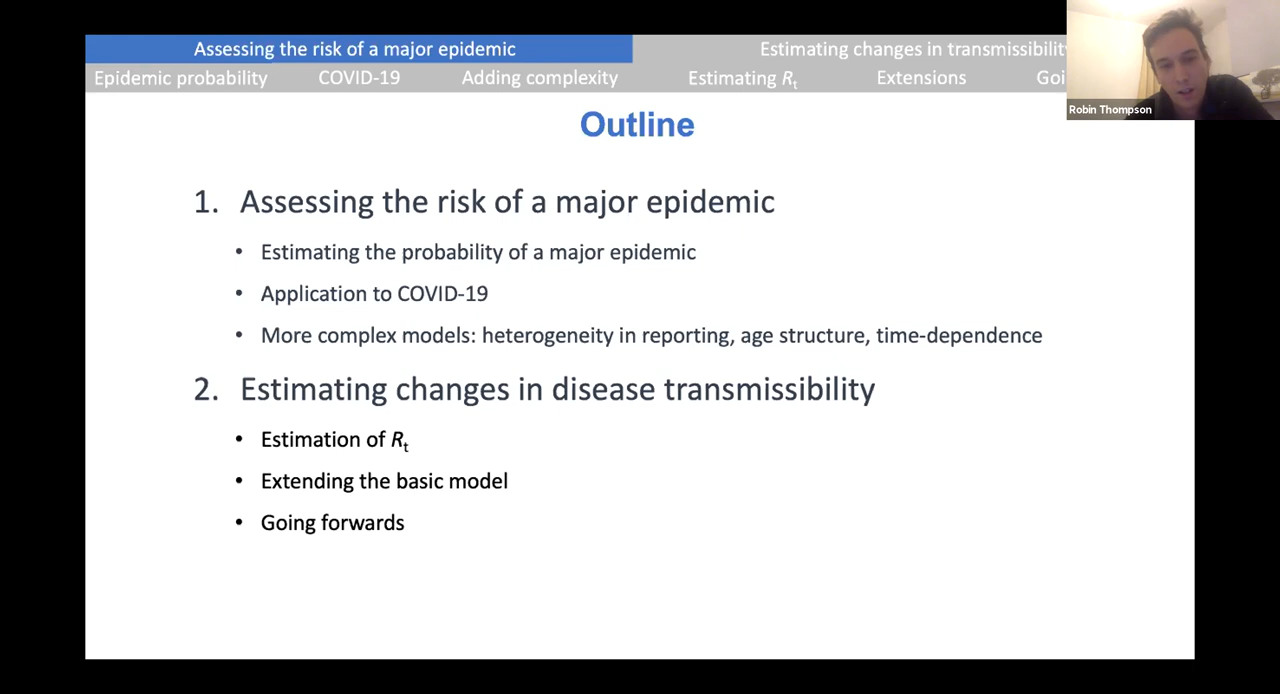 Assessing the risk of a major epidemic
Estimating changes in transmissibility
Epidemic probability COVID-19 Adding complexity Estimating Rt Extensions
Robin Thompson
Outline
1. Assessing the risk of a major epidemic
• Estimating the probability of a major epidemic
• Application to COVID-19
• More complex models: heterogeneity in reporting, age structure, time-dependence
2. Estimating changes in disease transmissibility
• Estimation of Rt
• Extending the basic model
• Going forwards